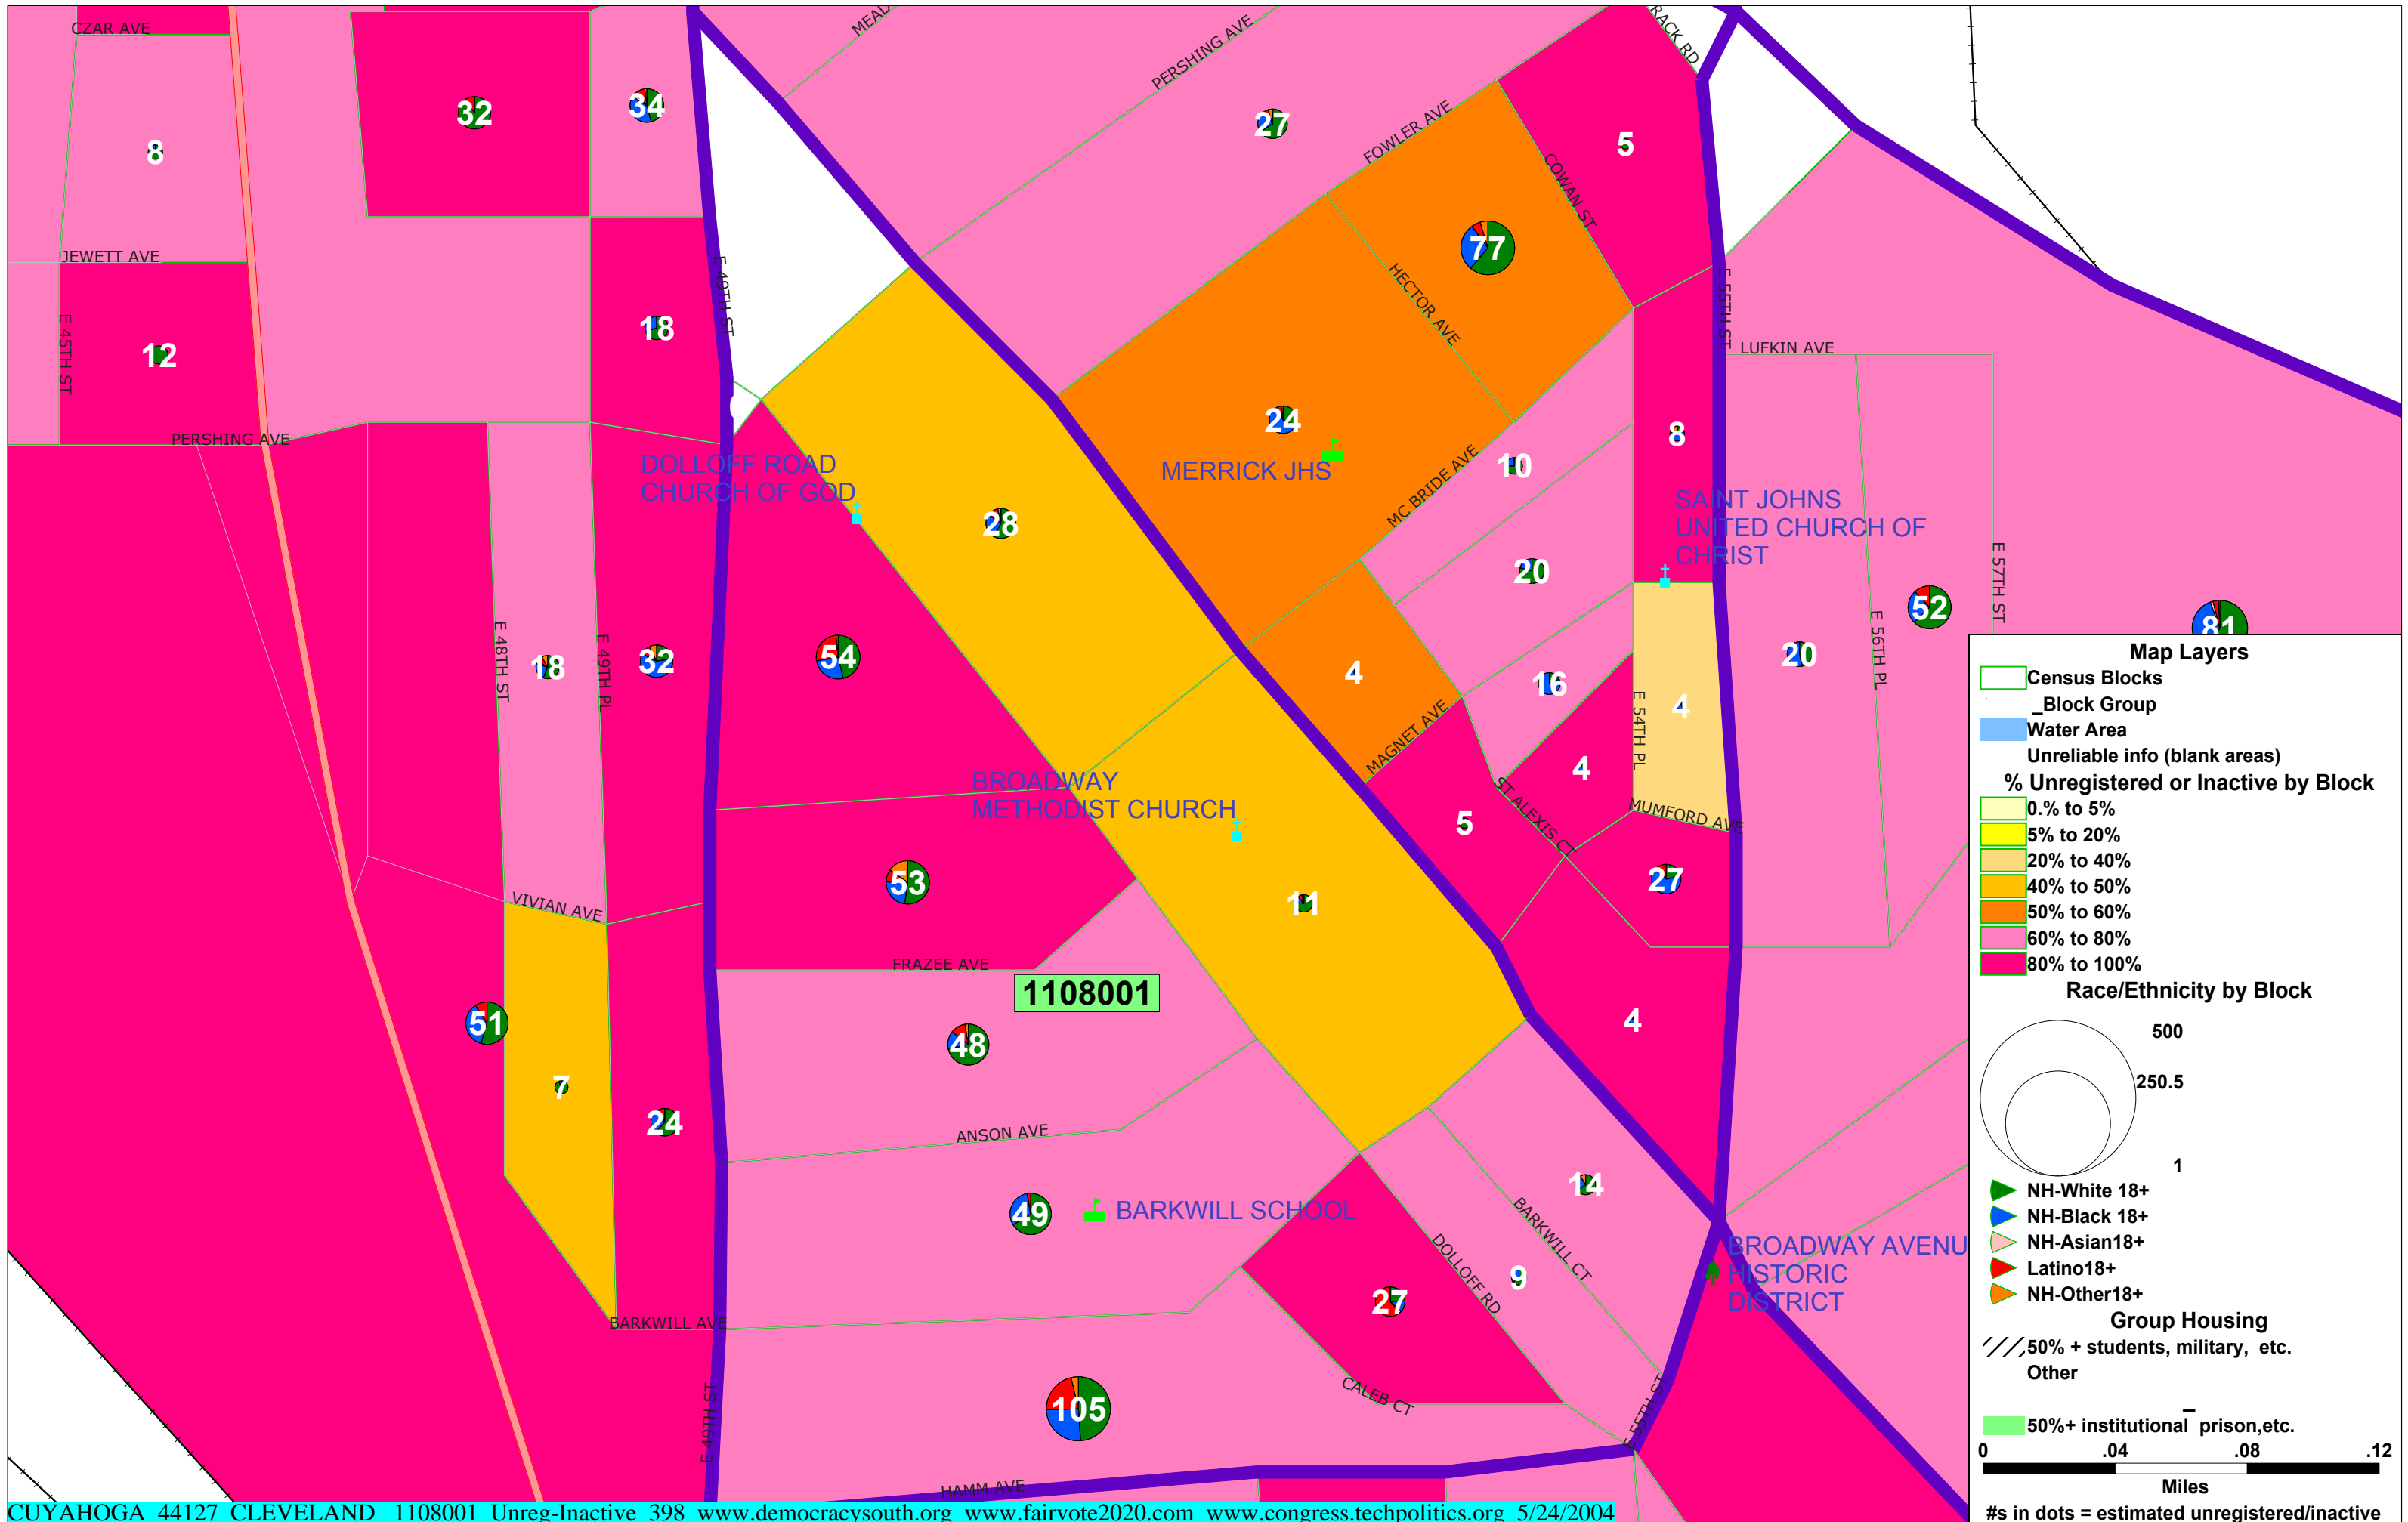 CZAR AVE
MEAD
PERSHING AVE
RACK RD
32
34
27
FOWLER AVE
5
8
COWAN ST
77
JEWETT AVE
E 49TH ST
HECTOR AVE
E 55TH ST
E 45TH ST
12
18
LUFKIN AVE
24
8
PERSHING AVE
DOLLOFF ROAD
CHURCH OF GOD
MERRICK JHS
10
MC BRIDE AVE
28
SAINT JOHNS
UNITED CHURCH OF
CHRIST
20
E 57TH ST
52
81
E 48TH ST
18
E 49TH PL
32
54
4
16
E 54TH PL
4
20
E 56TH PL
MAGNET AVE
4
BROADWAY
METHODIST CHURCH
ST ALEXIS CT
MUMFORD AVE
5
27
53
11
VIVIAN AVE
FRAZEE AVE
1108001
51
48
4
7
24
ANSON AVE
49
BARKWILL SCHOOL
14
BARKWILL CT
DOLLOFF RD
9
BROADWAY AVENU
HISTORIC
DISTRICT
27
BARKWILL AVE
CALEB CT
105
E 49TH ST
E 55TH ST
HAMM AVE
Map Layers
Census Blocks
_Block Group
Water Area
Unreliable info (blank areas)
% Unregistered or Inactive by Block
0.% to 5%
5% to 20%
20% to 40%
40% to 50%
50% to 60%
60% to 80%
80% to 100%
Race/Ethnicity by Block
500
250.5
1
NH-White 18+
NH-Black 18+
NH-Asian18+
Latino18+
NH-Other18+
Group Housing
50% + students, military, etc.
Other
_
50%+ institutional prison,etc.
0 .04 .08 .12
Miles
#s in dots = estimated unregistered/inactive
CUYAHOGA 44127 CLEVELAND 1108001 Unreg-Inactive 398 www.democracysouth.org www.fairvote2020.com www.congress.techpolitics.org 5/24/2004